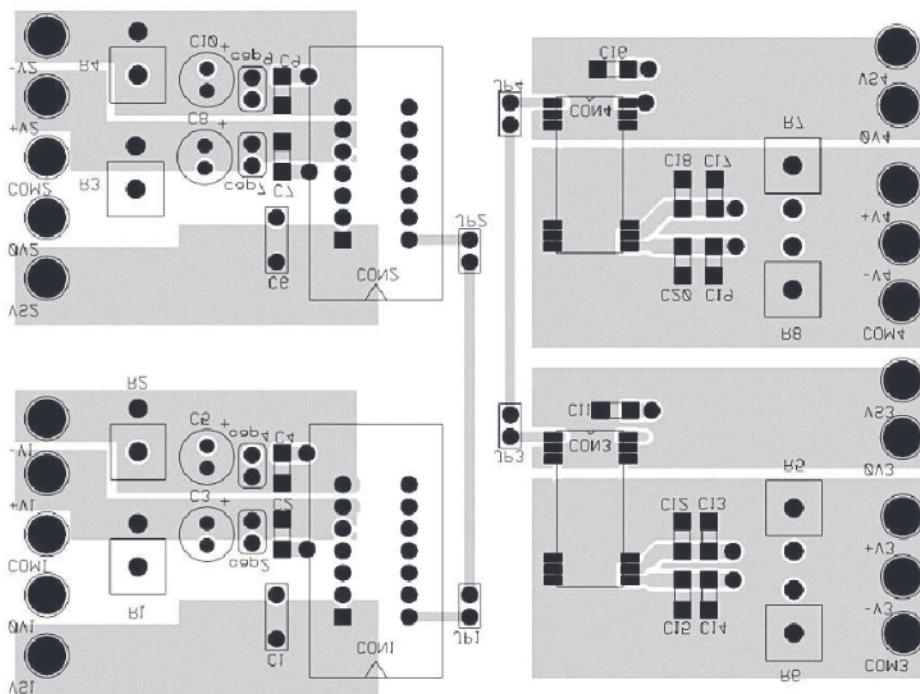 -V2
R4
C10
+
cap9
C9
+V2
C8
+
COM2
R3
cap7
C7
0V2
C6
JP2
VS2
CON2
R2
-V1
C5
+
cap4
C4
+V1
C3
+
C2
COM1
cap2
0V1
R1
C1
CON1
JP1
VS1
C16
VS4
JP4
CON4
R7
0V4
C18
C17
+V4
-V4
C20
C19
R8
COM4
C11
VS3
JP3
CON3
R5
0V3
C12
C13
+V3
-V3
C15
C14
R6
COM3